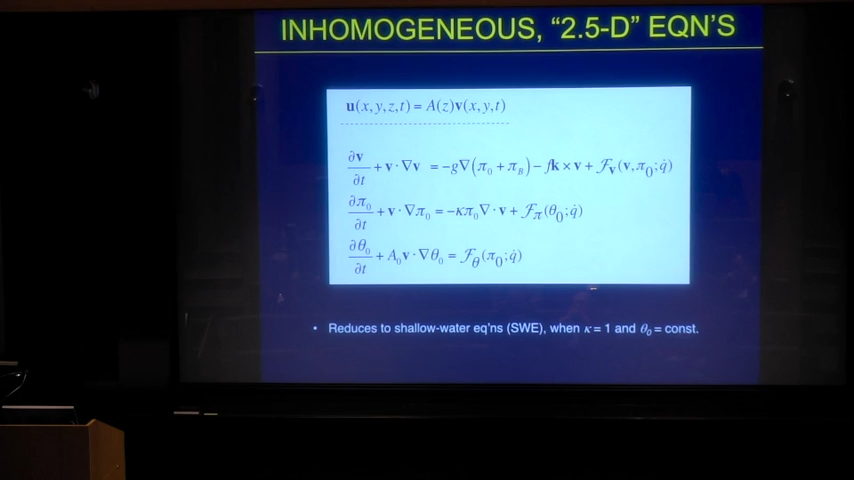 INHOMOGENEOUS, “2.5-D” EQN’S
u(x,y,z,t) = A(z)v(x,y,t)
∂v/∂t + v · ∇v = −g∇(π₀ + π_B) − fk × v + ℱ_v(v,π₀;q̇)
∂π₀/∂t + v · ∇π₀ = −κπ₀∇ · v + ℱ_π(θ₀;q̇)
∂θ₀/∂t + A₀v · ∇θ₀ = ℱ_θ(π₀;q̇)
• Reduces to shallow-water eq’ns (SWE), when κ = 1 and θ₀ = const.